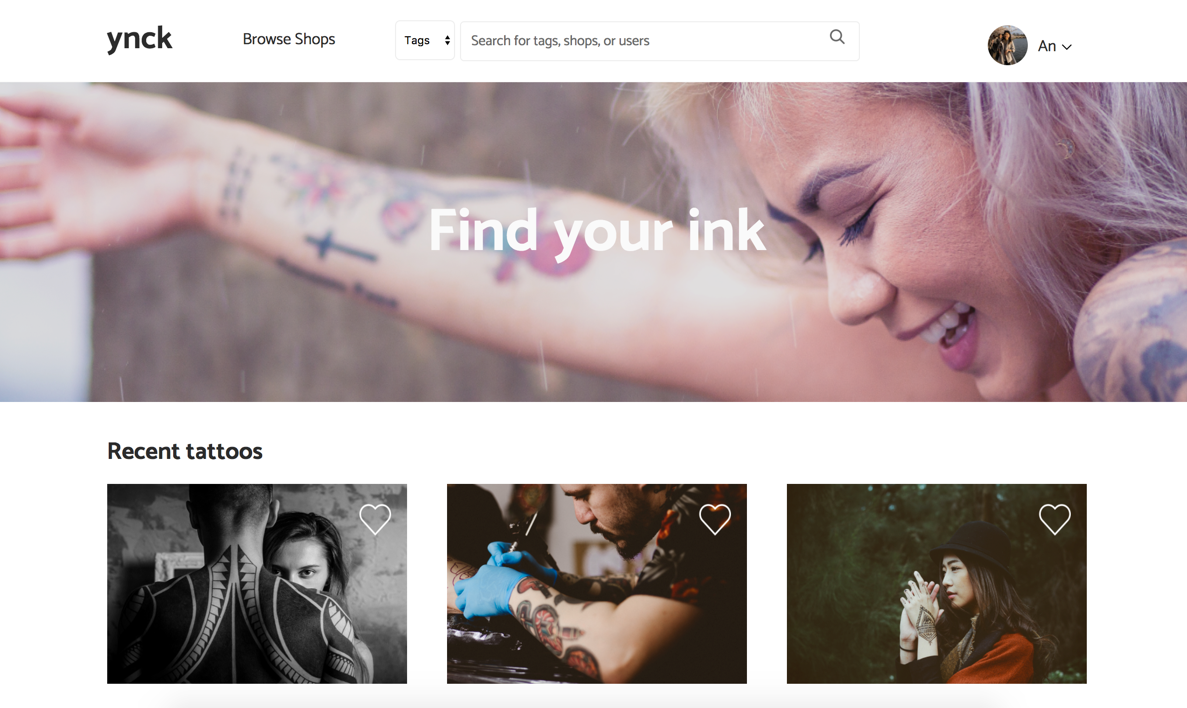 ynck
Browse Shops
Tags
Search for tags, shops, or users
An
Find your ink
Recent tattoos